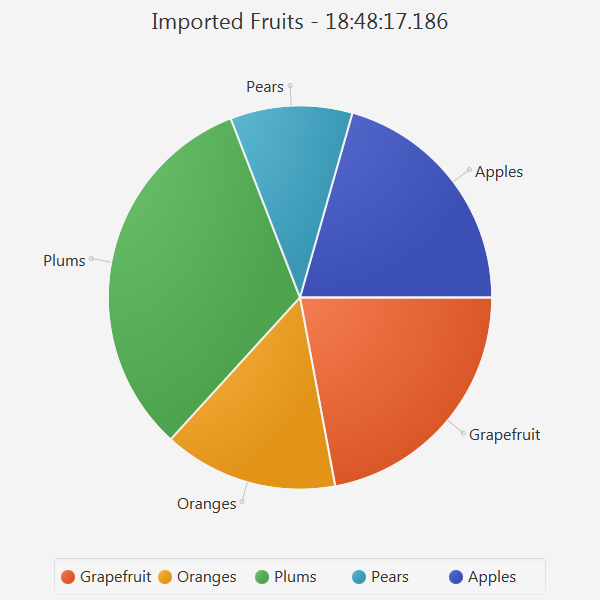 Imported Fruits - 18:48:17.186
Pears
Apples
Plums
Grapefruit
Oranges
Grapefruit Oranges Plums Pears Apples